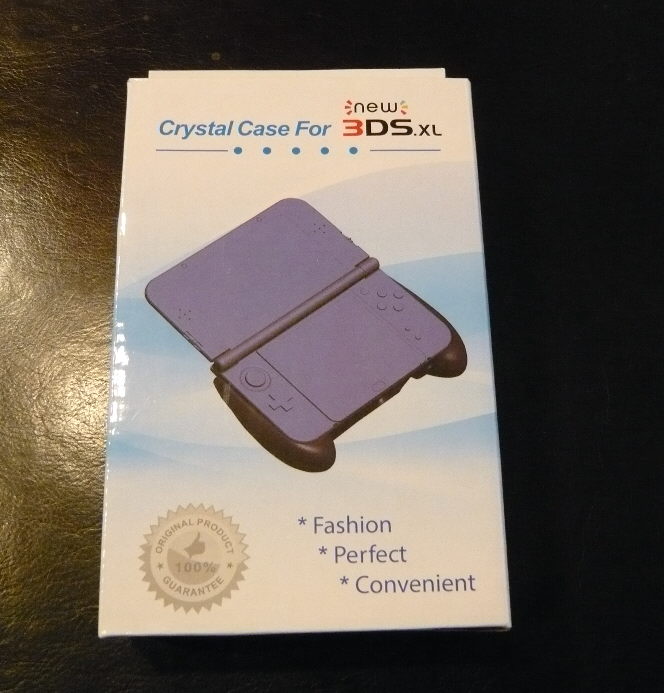 new
Crystal Case For 3DS.XL
* Fashion
* Perfect
* Convenient
ORIGINAL PRODUCT
100%
GUARANTEE